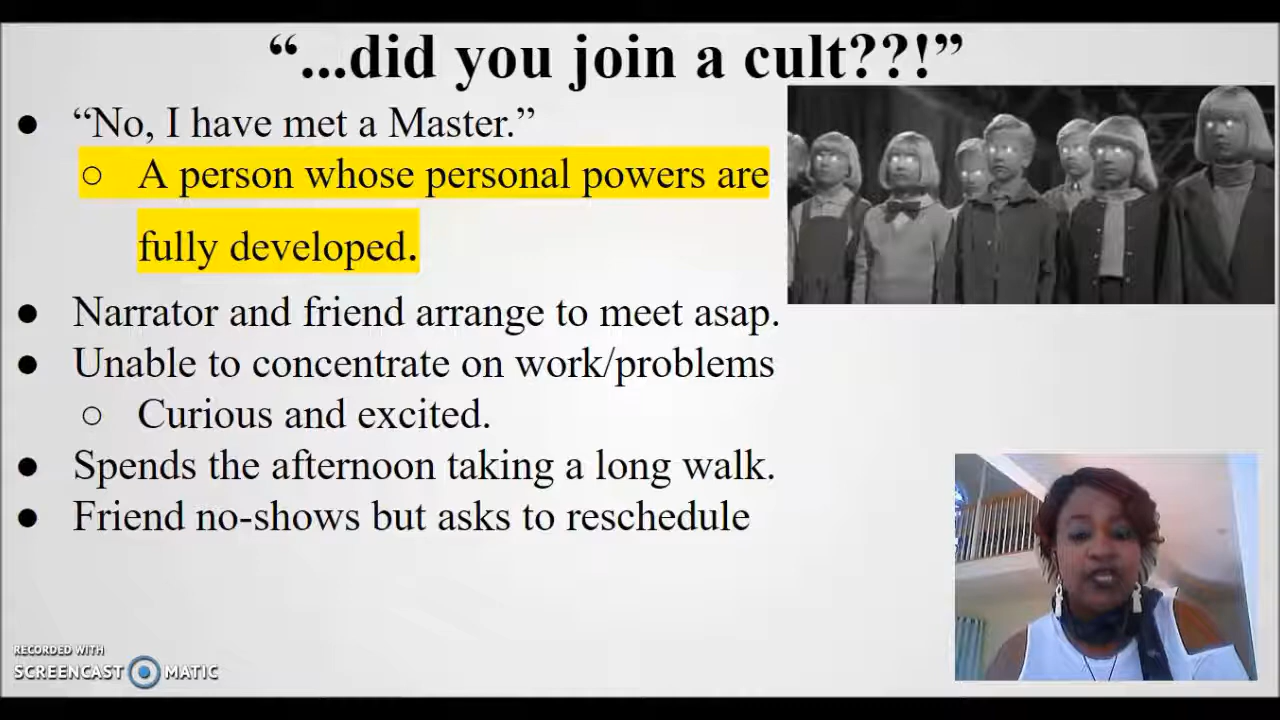 “...did you join a cult??!”
● “No, I have met a Master.”
○ A person whose personal powers are
fully developed.
● Narrator and friend arrange to meet asap.
● Unable to concentrate on work/problems
○ Curious and excited.
● Spends the afternoon taking a long walk.
● Friend no-shows but asks to reschedule
RECORDED WITH
SCREENCAST MATIC